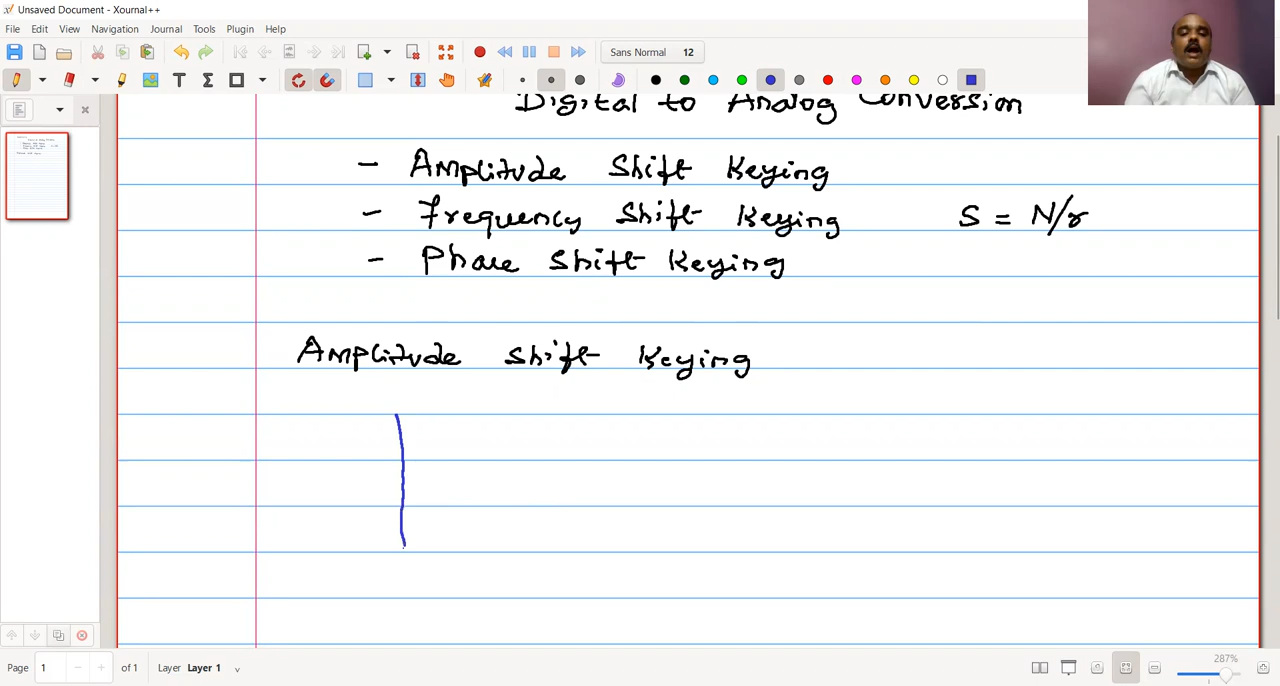 Unsaved Document - Xournal++
File Edit View Navigation Journal Tools Plugin Help
Sans Normal 12
Digital to Analog Conversion
- Amplitude Shift Keying
- Frequency Shift Keying S = N/r
- Phase Shift Keying
Amplitude Shift Keying
Page 1 of 1 Layer Layer 1 287%